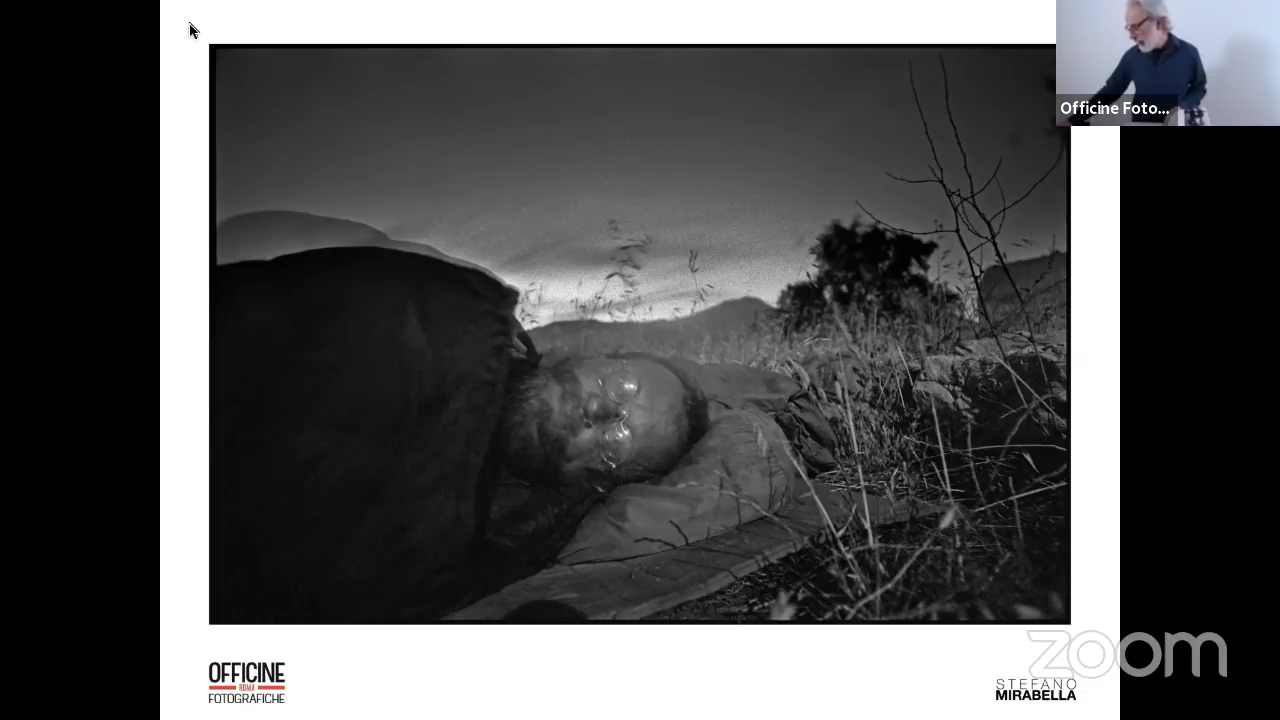 Officine Foto...
OFFICINE
ROMA
FOTOGRAFICHE
zoom
STEFANO
MIRABELLA